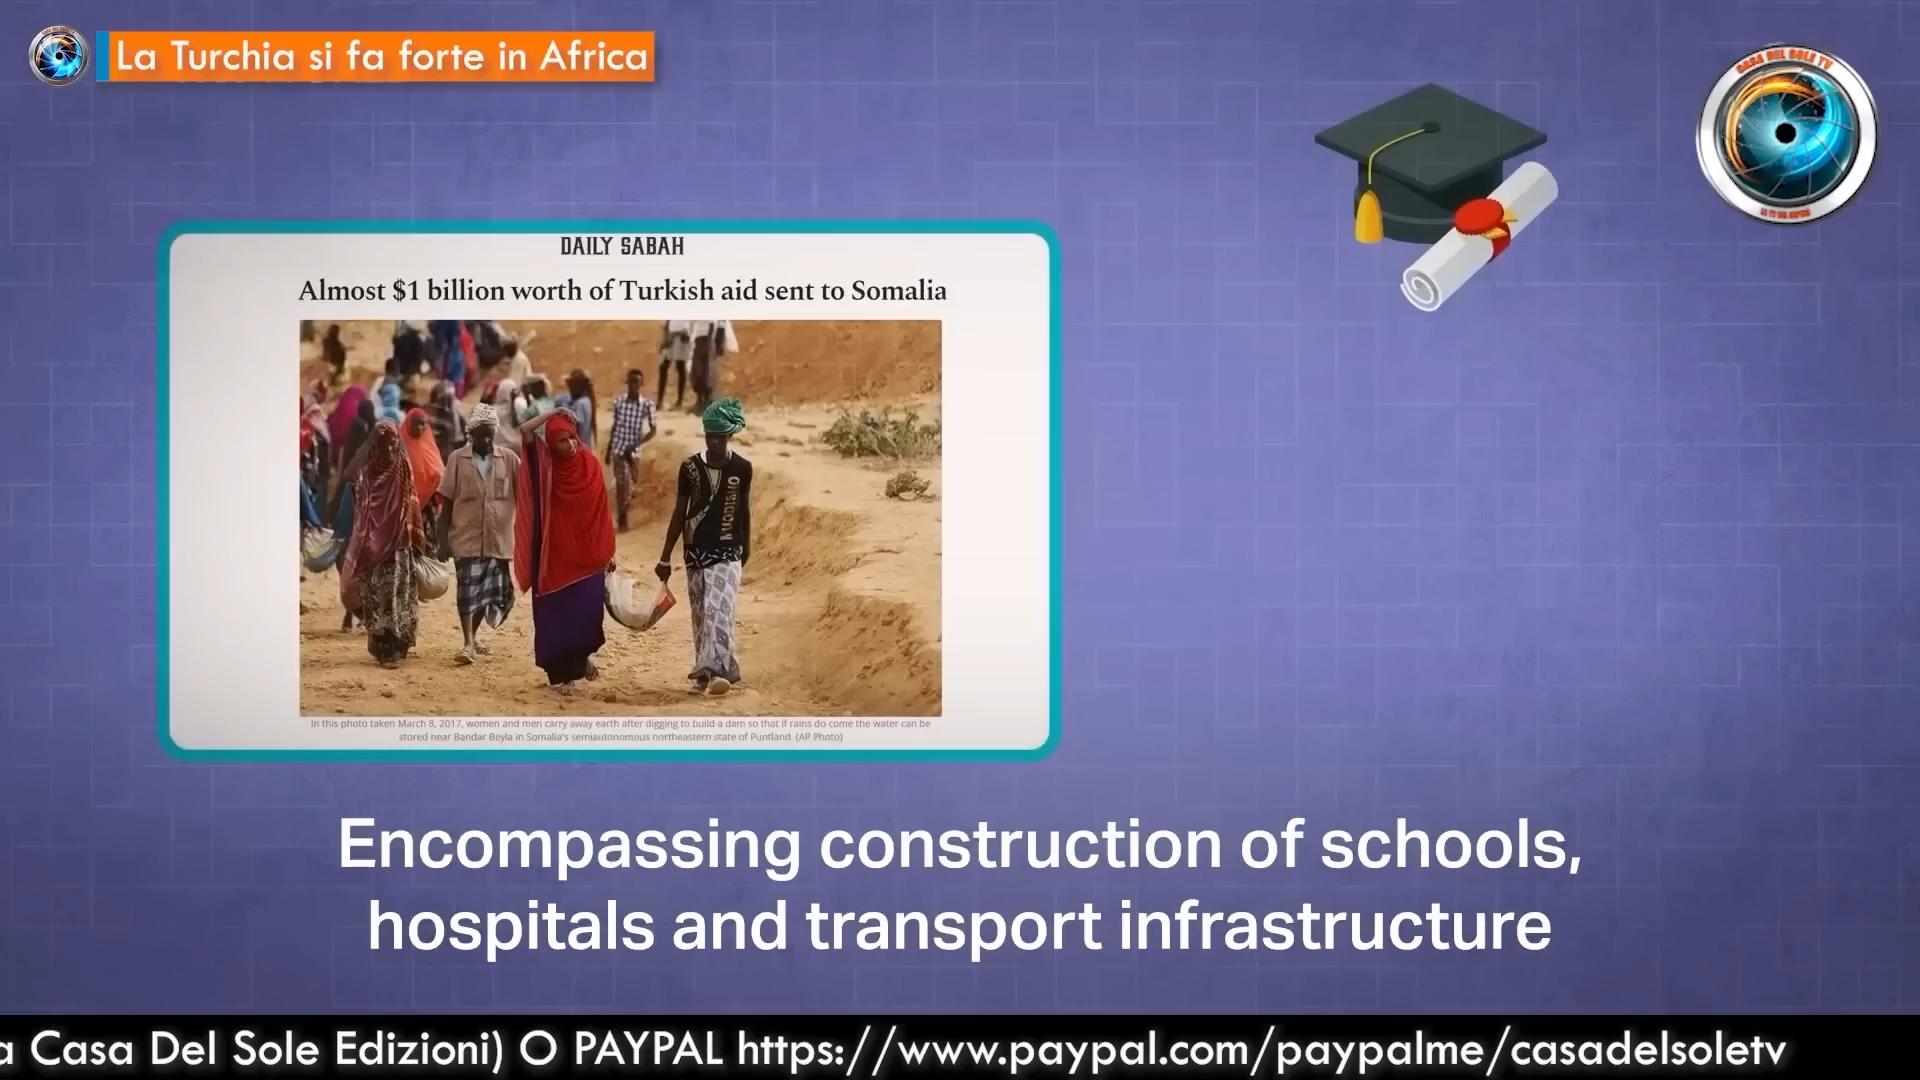 La Turchia si fa forte in Africa
CASA DEL SOLE TV
DAILY SABAH
Almost $1 billion worth of Turkish aid sent to Somalia
In this photo taken March 8, 2017, women and men carry away earth after digging to build a dam so that if rains do come the water can be
stored near Bandar Beyla in Somalia's semiautonomous northeastern state of Puntland. (AP Photo)
Encompassing construction of schools,
hospitals and transport infrastructure
a Casa Del Sole Edizioni) O PAYPAL https://www.paypal.com/paypalme/casadelsoletv